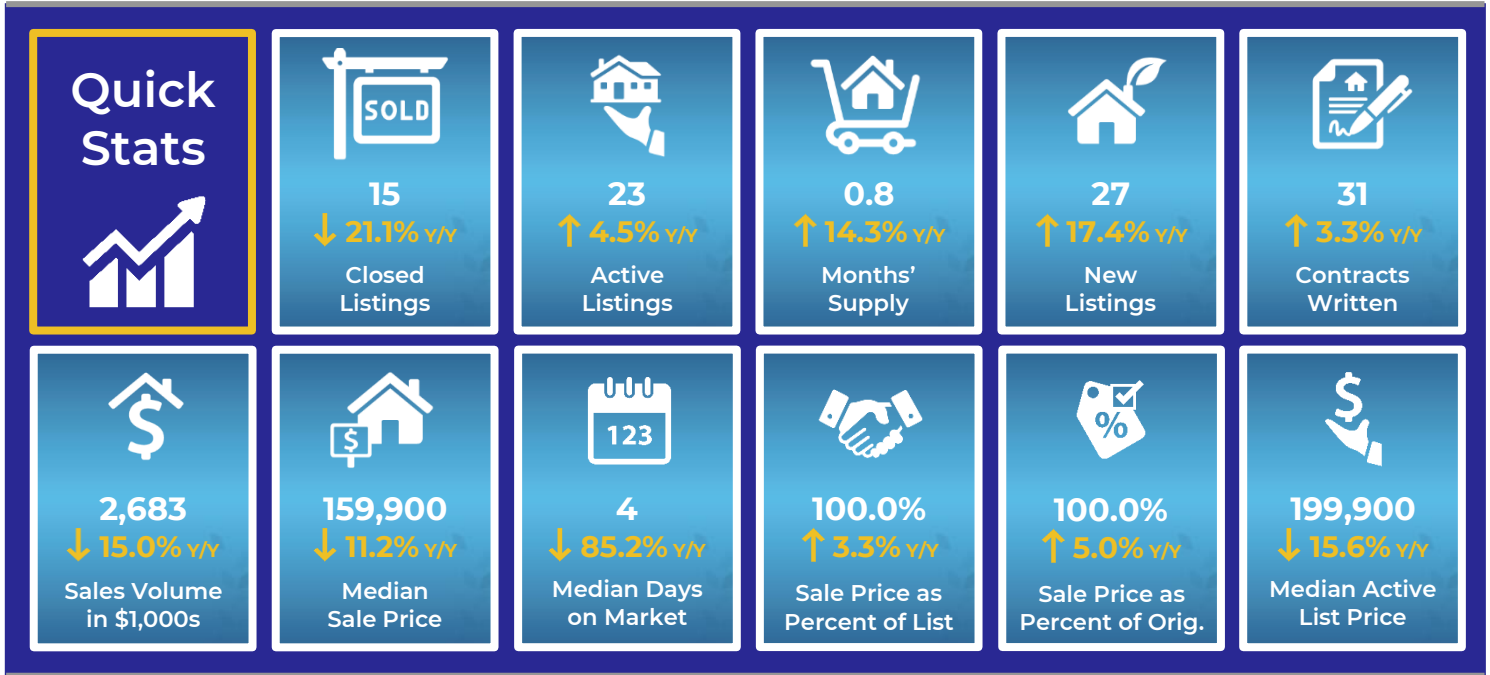 Quick
Stats
SOLD
15
↓ 21.1% Y/Y
Closed
Listings
23
↑ 4.5% Y/Y
Active
Listings
0.8
↑ 14.3% Y/Y
Months’
Supply
27
↑ 17.4% Y/Y
New
Listings
31
↑ 3.3% Y/Y
Contracts
Written
$
2,683
↓ 15.0% Y/Y
Sales Volume
in $1,000s
$
159,900
↓ 11.2% Y/Y
Median
Sale Price
123
4
↓ 85.2% Y/Y
Median Days
on Market
100.0%
↑ 3.3% Y/Y
Sale Price as
Percent of List
%
100.0%
↑ 5.0% Y/Y
Sale Price as
Percent of Orig.
$
199,900
↓ 15.6% Y/Y
Median Active
List Price